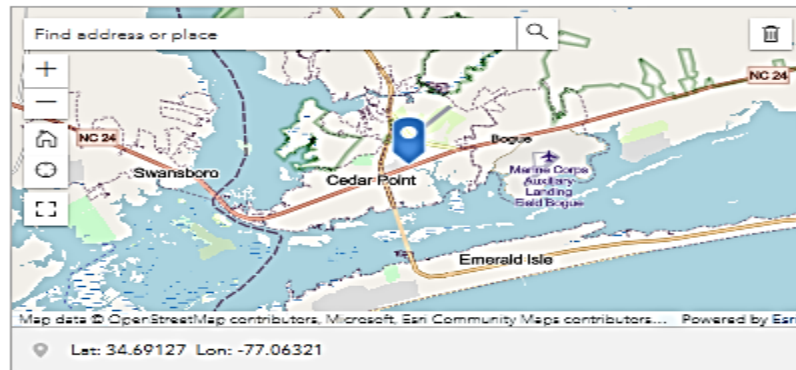 Find address or place
NC 24
NC 24
Bogue
Swansboro
Cedar Point
Marine Corps
Auxiliary
Landing
Field Bogue
Emerald Isle
Map data © OpenStreetMap contributors, Microsoft, Esri Community Maps contributors... Powered by Esri
Lat: 34.69127 Lon: -77.06321